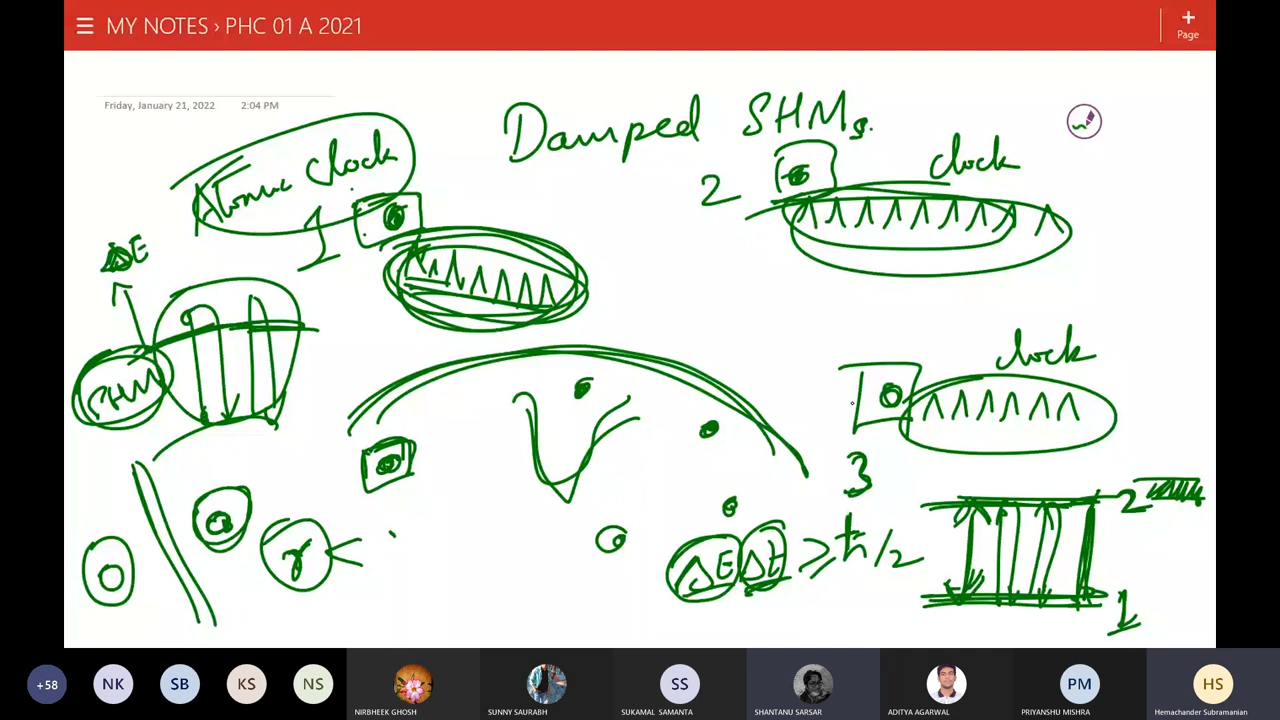 MY NOTES › PHC 01 A 2021
Page
Friday, January 21, 2022 2:04 PM
Damped SHMs.
Atomic clock
1
2
clock
ΔE
SHM
clock
3
γ
ΔE Δt ≥ ħ/2
2
1
+58
NK
SB
KS
NS
SS
PM
HS
NIRBHEEK GHOSH
SUNNY SAURABH
SUKAMAL SAMANTA
SHANTANU SARSAR
ADITYA AGARWAL
PRIYANSHU MISHRA
Hemachander Subramanian